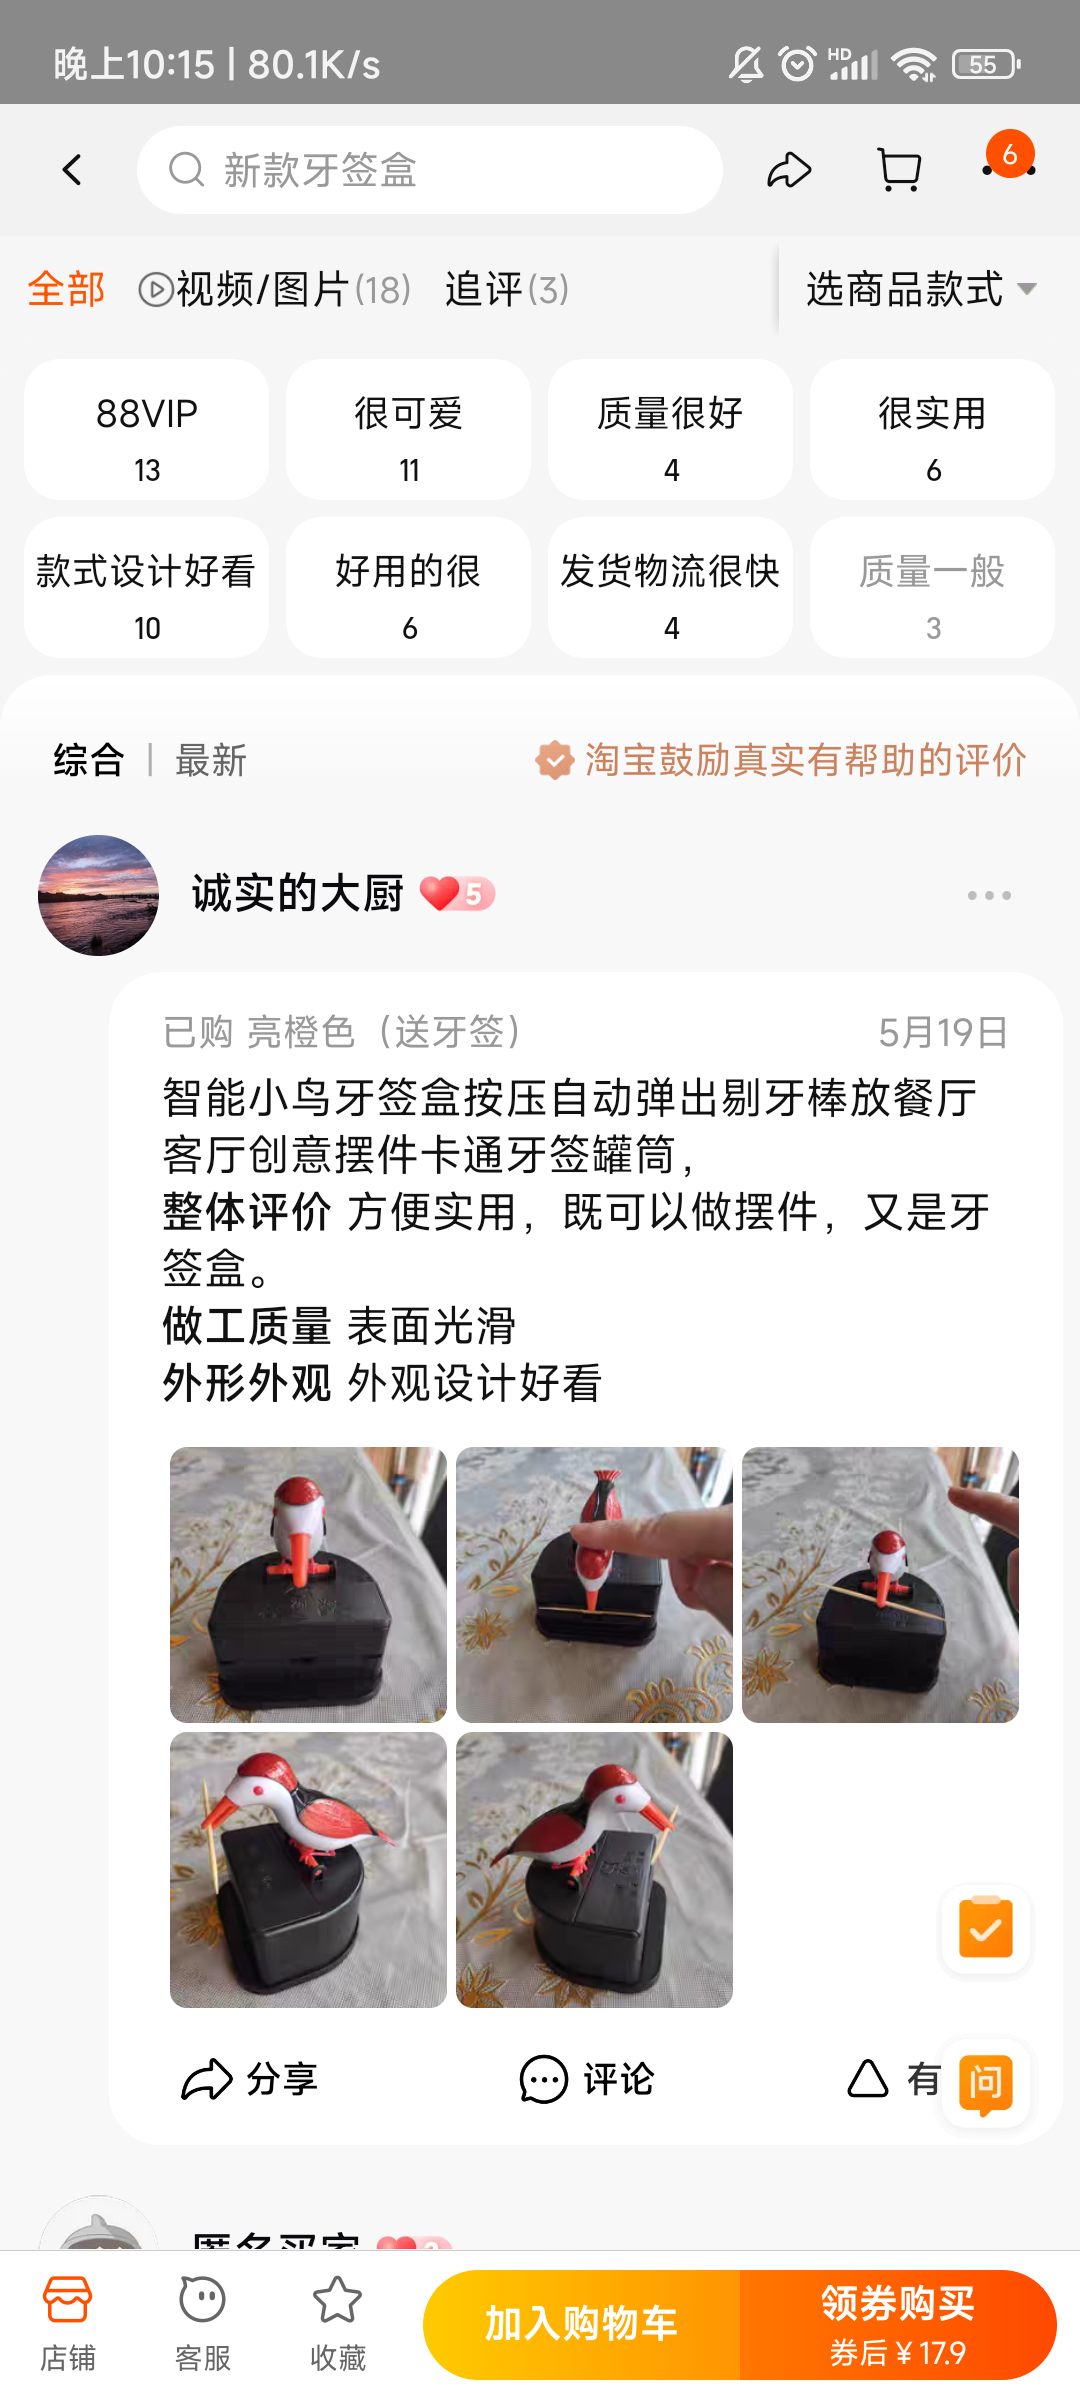 晚上10:15 | 80.1K/s
HD
55
新款牙签盒
6
全部
视频/图片(18)
追评(3)
选商品款式
88VIP
13
很可爱
11
质量很好
4
很实用
6
款式设计好看
10
好用的很
6
发货物流很快
4
质量一般
3
综合 | 最新
淘宝鼓励真实有帮助的评价
诚实的大厨
5
已购 亮橙色（送牙签）
5月19日
智能小鸟牙签盒按压自动弹出剔牙棒放餐厅
客厅创意摆件卡通牙签罐筒，
整体评价 方便实用，既可以做摆件，又是牙
签盒。
做工质量 表面光滑
外形外观 外观设计好看
分享
评论
有
问
匿名买家
店铺
客服
收藏
加入购物车
领券购买
券后¥17.9